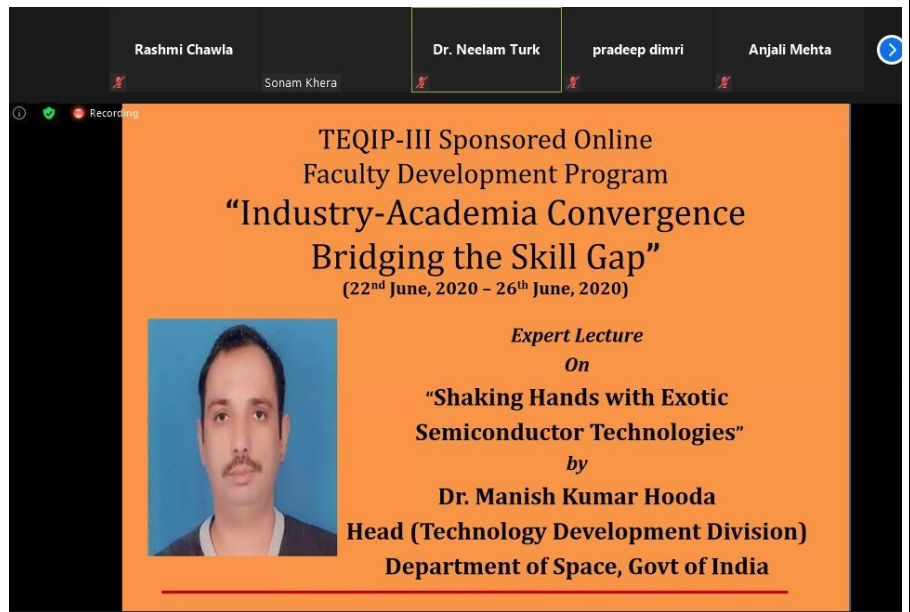 Rashmi Chawla
Sonam Khera
Dr. Neelam Turk
pradeep dimri
Anjali Mehta
Recording
TEQIP-III Sponsored Online
Faculty Development Program
“Industry-Academia Convergence
Bridging the Skill Gap”
(22nd June, 2020 – 26th June, 2020)
Expert Lecture
On
“Shaking Hands with Exotic
Semiconductor Technologies”
by
Dr. Manish Kumar Hooda
Head (Technology Development Division)
Department of Space, Govt of India